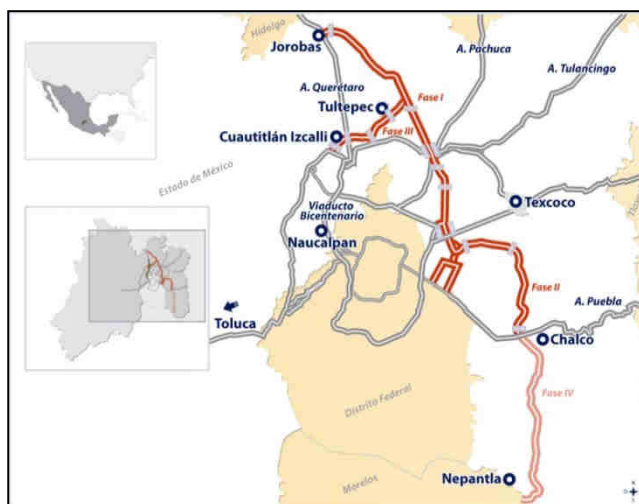 Hidalgo
Jorobas
A. Pachuca
A. Tulancingo
A. Querétaro
Fase I
Tultepec
Cuautitlán Izcalli
Fase III
Estado de México
Texcoco
Viaducto
Bicentenario
Naucalpan
Fase II
A. Puebla
Toluca
Chalco
Fase IV
Distrito Federal
Morelos
Nepantla